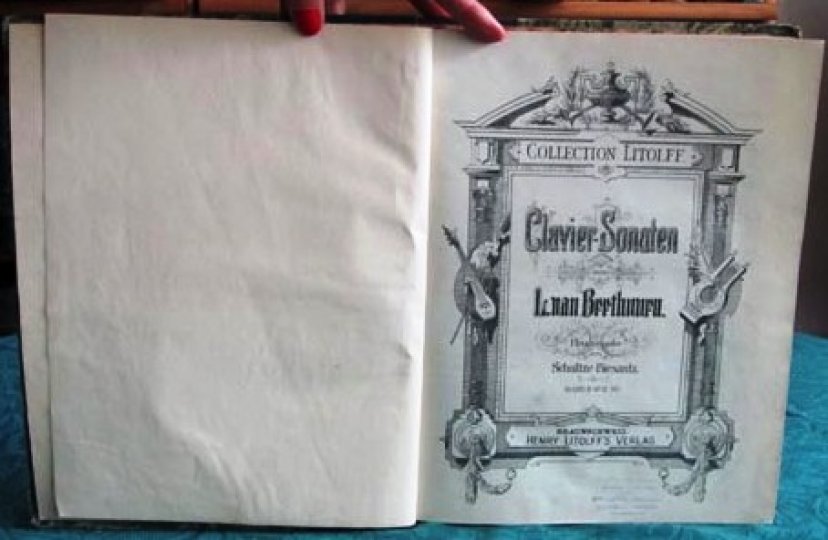 COLLECTION LITOLFF
Clavier-Sonaten
L. van Beethoven.
Schultze-Biesantz.
BRAUNSCHWEIG
HENRY LITOLFF'S VERLAG